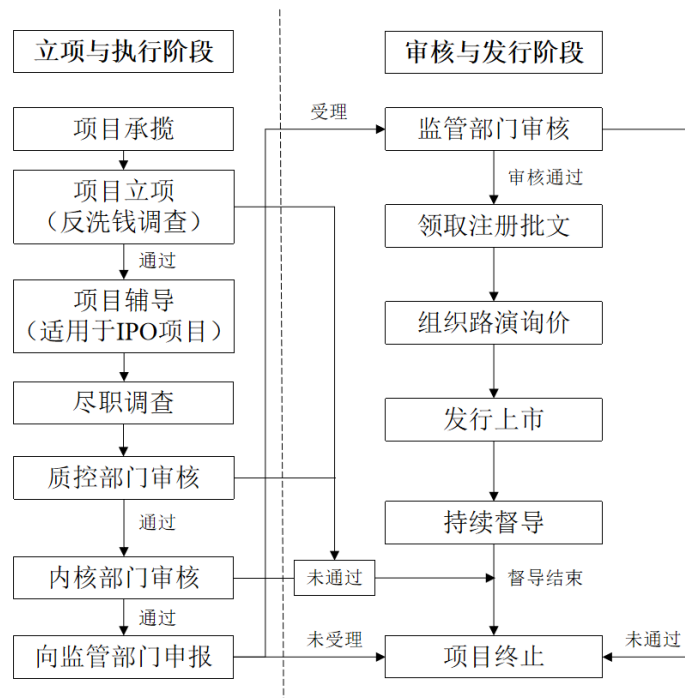 立项与执行阶段
项目承揽
项目立项
（反洗钱调查）
通过
项目辅导
（适用于IPO项目）
尽职调查
质控部门审核
通过
内核部门审核
通过
向监管部门申报
审核与发行阶段
受理
监管部门审核
审核通过
领取注册批文
组织路演询价
发行上市
持续督导
未通过
督导结束
未受理
项目终止
未通过